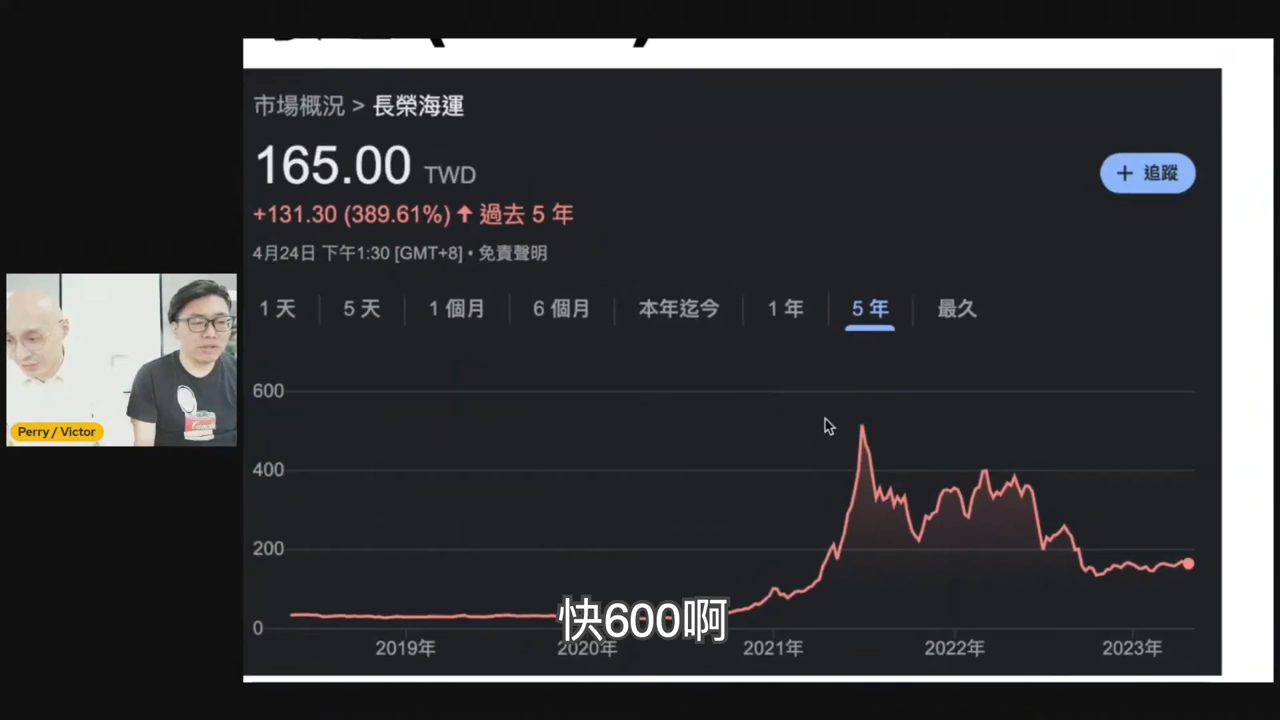 市場概況 > 長榮海運
165.00 TWD
+ 追蹤
+131.30 (389.61%) ↑ 過去 5 年
4月24日 下午1:30 [GMT+8] • 免責聲明
1 天 5 天 1 個月 6 個月 本年迄今 1 年 5 年 最久
600
400
200
0
2019年 2020年 2021年 2022年 2023年
Perry / Victor
快600啊